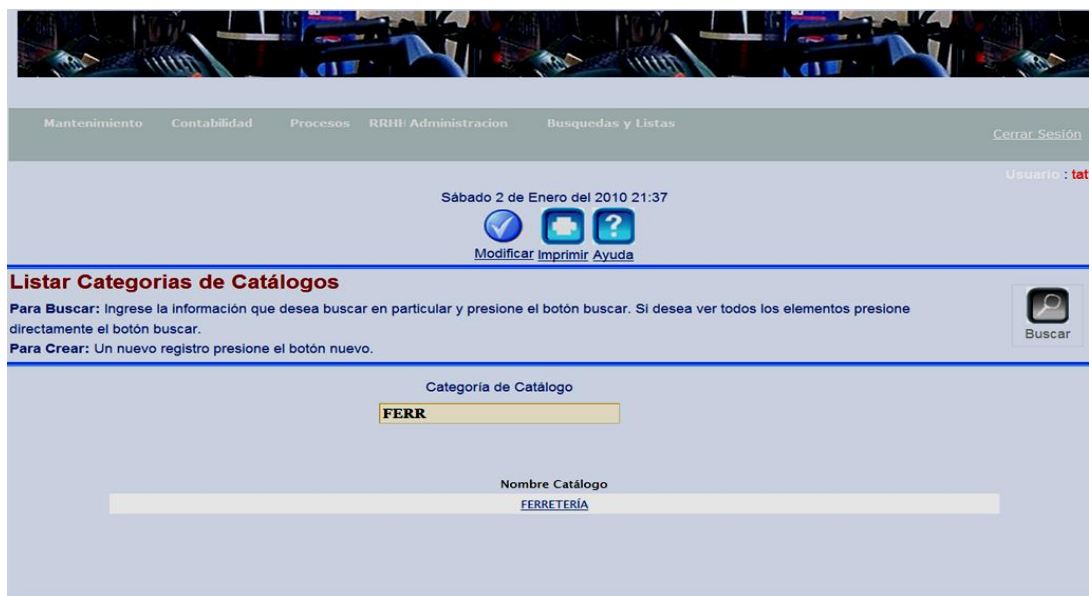 Mantenimiento Contabilidad Procesos RRHH Administracion Busquedas y Listas
Cerrar Sesión
Usuario : tat
Sábado 2 de Enero del 2010 21:37
Modificar Imprimir Ayuda
Listar Categorias de Catálogos
Para Buscar: Ingrese la información que desea buscar en particular y presione el botón buscar. Si desea ver todos los elementos presione
directamente el botón buscar.
Para Crear: Un nuevo registro presione el botón nuevo.
Buscar
Categoría de Catálogo
FERR
Nombre Catálogo
FERRETERÍA